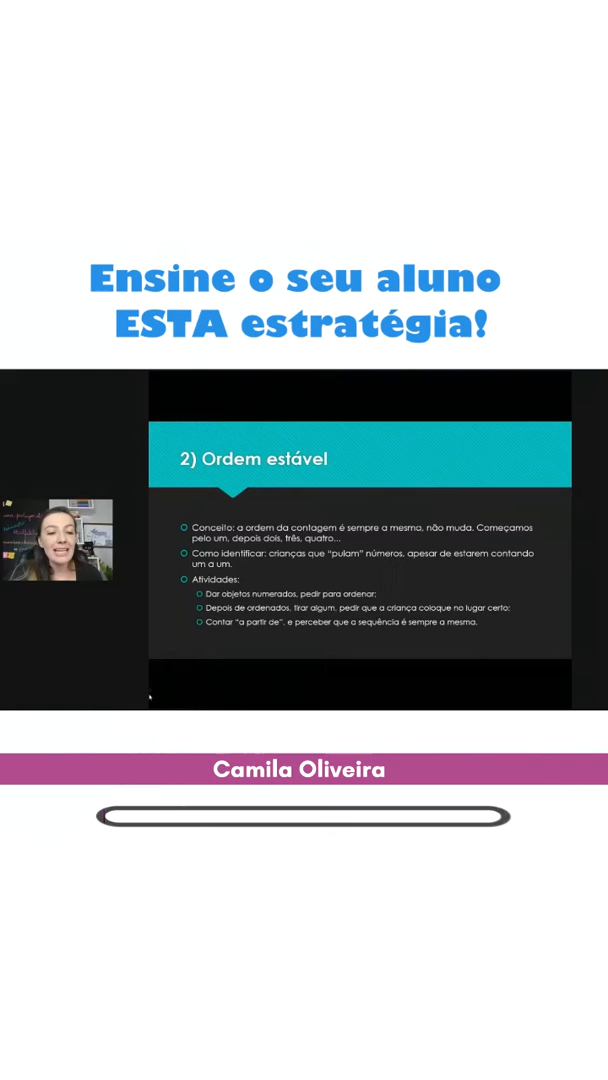 Ensine o seu aluno
ESTA estratégia!
2) Ordem estável
Conceito: a ordem da contagem é sempre a mesma, não muda. Começamos
pelo um, depois dois, três, quatro...
Como identificar: crianças que "pulam" números, apesar de estarem contando
um a um.
Atividades:
Dar objetos numerados, pedir para ordenar;
Depois de ordenados, tirar algum, pedir que a criança coloque no lugar certo;
Contar "a partir de", e perceber que a sequência é sempre a mesma.
Camila Oliveira